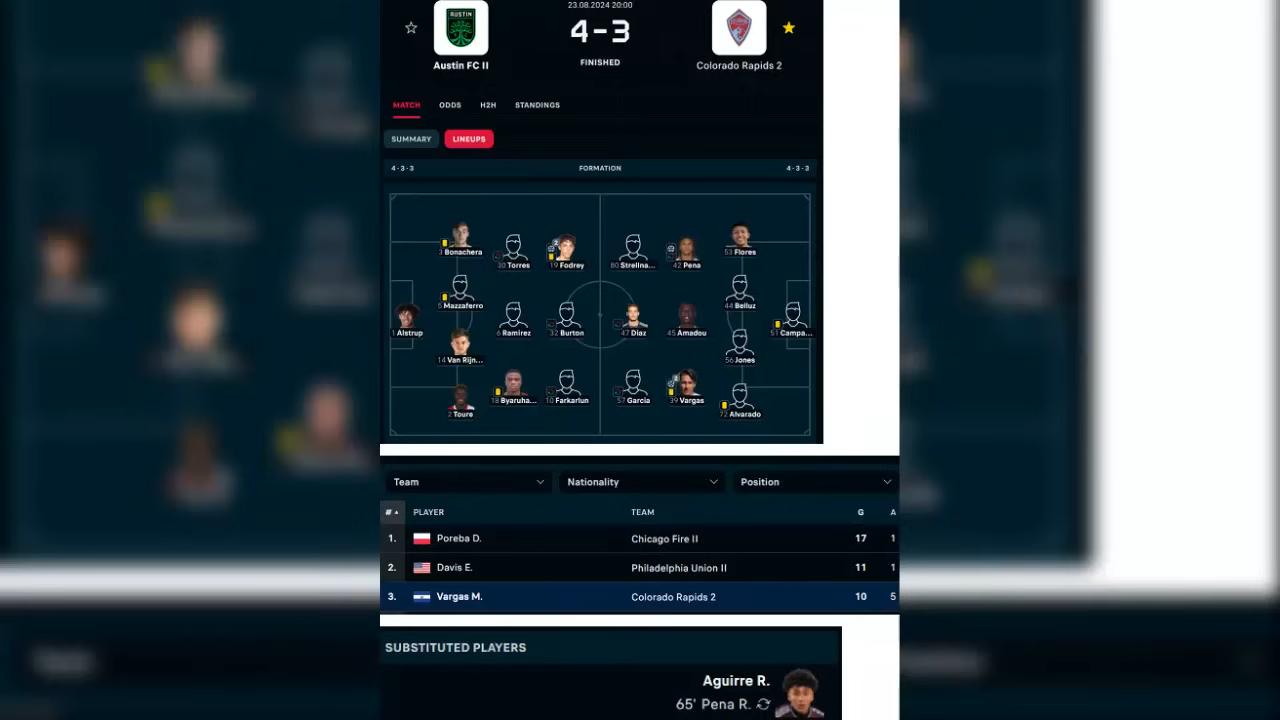 23.08.2024 20:00
AUSTIN
4-3
FINISHED
Austin FC II
Colorado Rapids 2
MATCH ODDS H2H STANDINGS
SUMMARY LINEUPS
4-3-3 FORMATION 4-3-3
3 Bonachera
53 Flores
30 Torres
19 Fodrey
80 Strellna...
42 Pena
5 Mazzaferro
44 Belluz
1 Alstrup
6 Ramirez
32 Burton
47 Diaz
45 Amadou
51 Campa...
14 Van Rijn...
56 Jones
18 Byaruha...
10 Farkarlun
57 Garcia
39 Vargas
2 Toure
72 Alvarado
Team Nationality Position
# PLAYER TEAM G A
1. Poreba D. Chicago Fire II 17 1
2. Davis E. Philadelphia Union II 11 1
3. Vargas M. Colorado Rapids 2 10 5
SUBSTITUTED PLAYERS
Aguirre R.
65' Pena R.